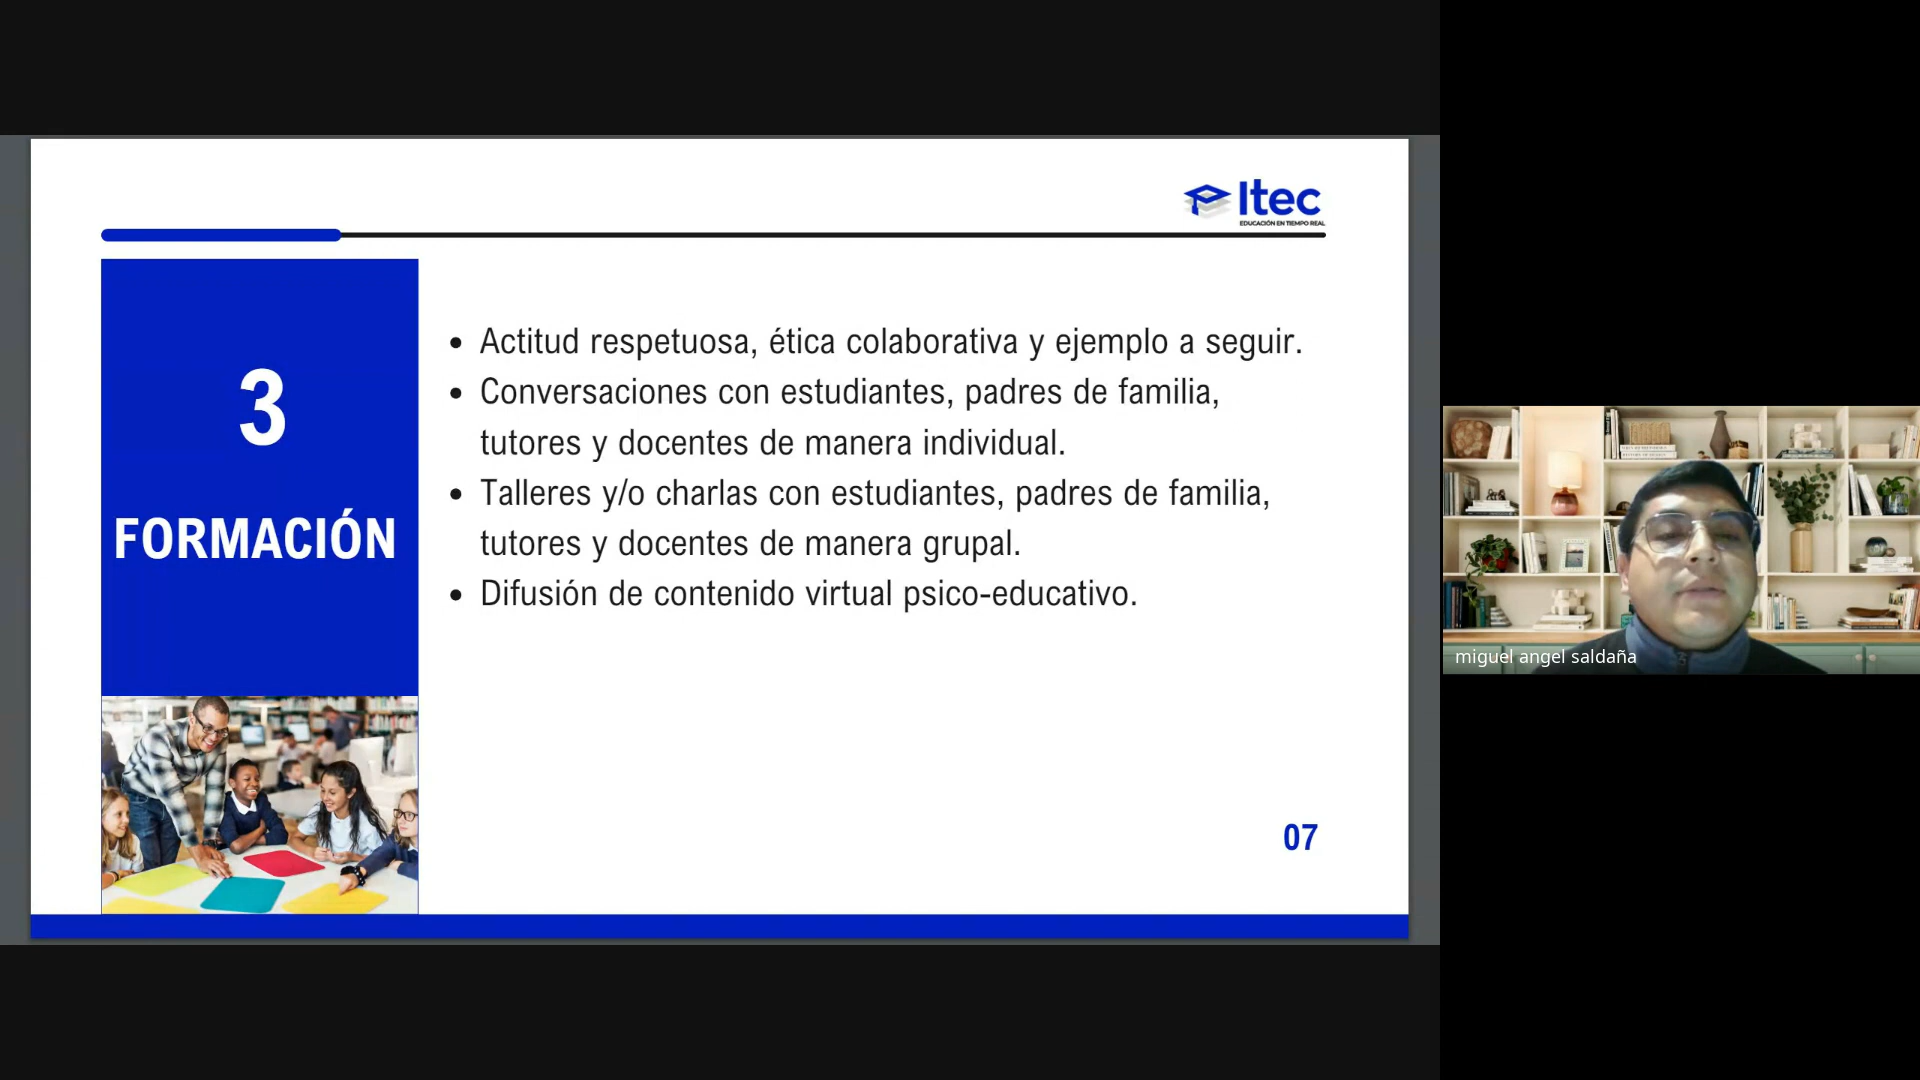 Itec
EDUCACIÓN EN TIEMPO REAL
3
FORMACIÓN
• Actitud respetuosa, ética colaborativa y ejemplo a seguir.
• Conversaciones con estudiantes, padres de familia,
tutores y docentes de manera individual.
• Talleres y/o charlas con estudiantes, padres de familia,
tutores y docentes de manera grupal.
• Difusión de contenido virtual psico-educativo.
07
miguel angel saldaña